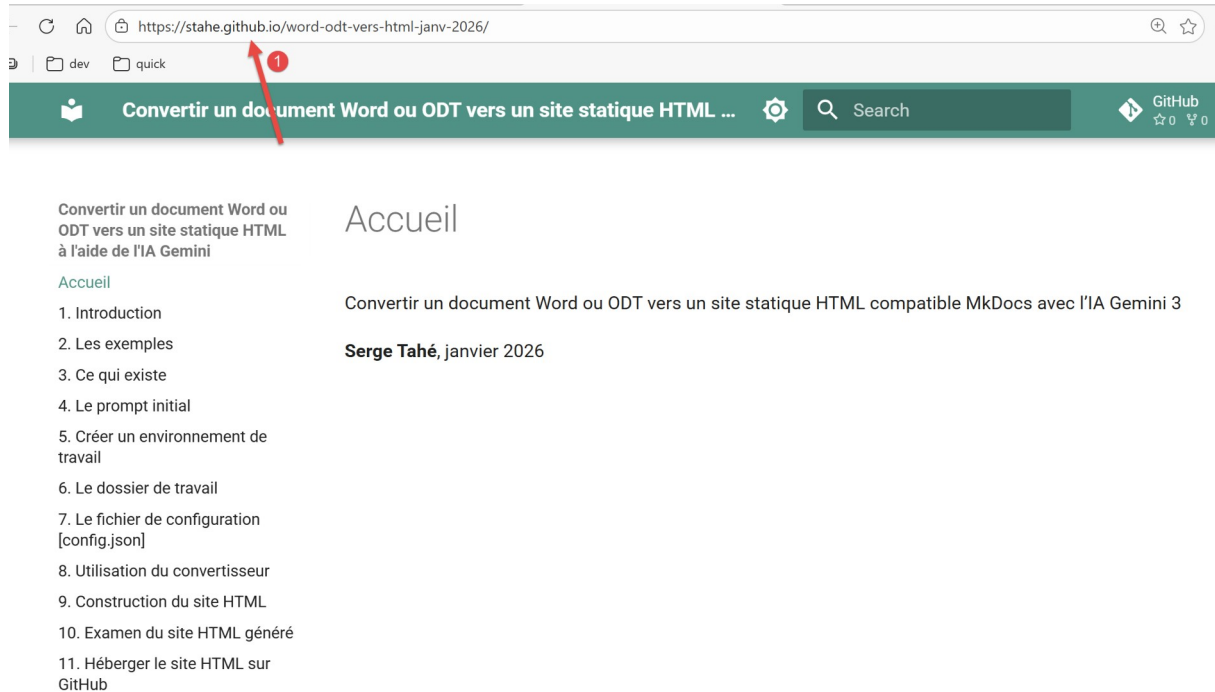 https://stahe.github.io/word-odt-vers-html-janv-2026/
dev
quick
1
Convertir un document Word ou ODT vers un site statique HTML ...
Search
GitHub
0 0
Convertir un document Word ou
ODT vers un site statique HTML
à l'aide de l'IA Gemini
Accueil
1. Introduction
2. Les exemples
3. Ce qui existe
4. Le prompt initial
5. Créer un environnement de
travail
6. Le dossier de travail
7. Le fichier de configuration
[config.json]
8. Utilisation du convertisseur
9. Construction du site HTML
10. Examen du site HTML généré
11. Héberger le site HTML sur
GitHub
Accueil
Convertir un document Word ou ODT vers un site statique HTML compatible MkDocs avec l’IA Gemini 3
Serge Tahé, janvier 2026